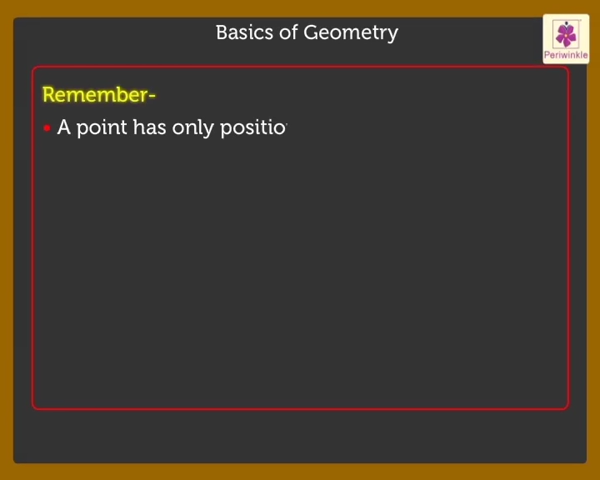 Basics of Geometry
Periwinkle
Remember-
▪ A point has only positio